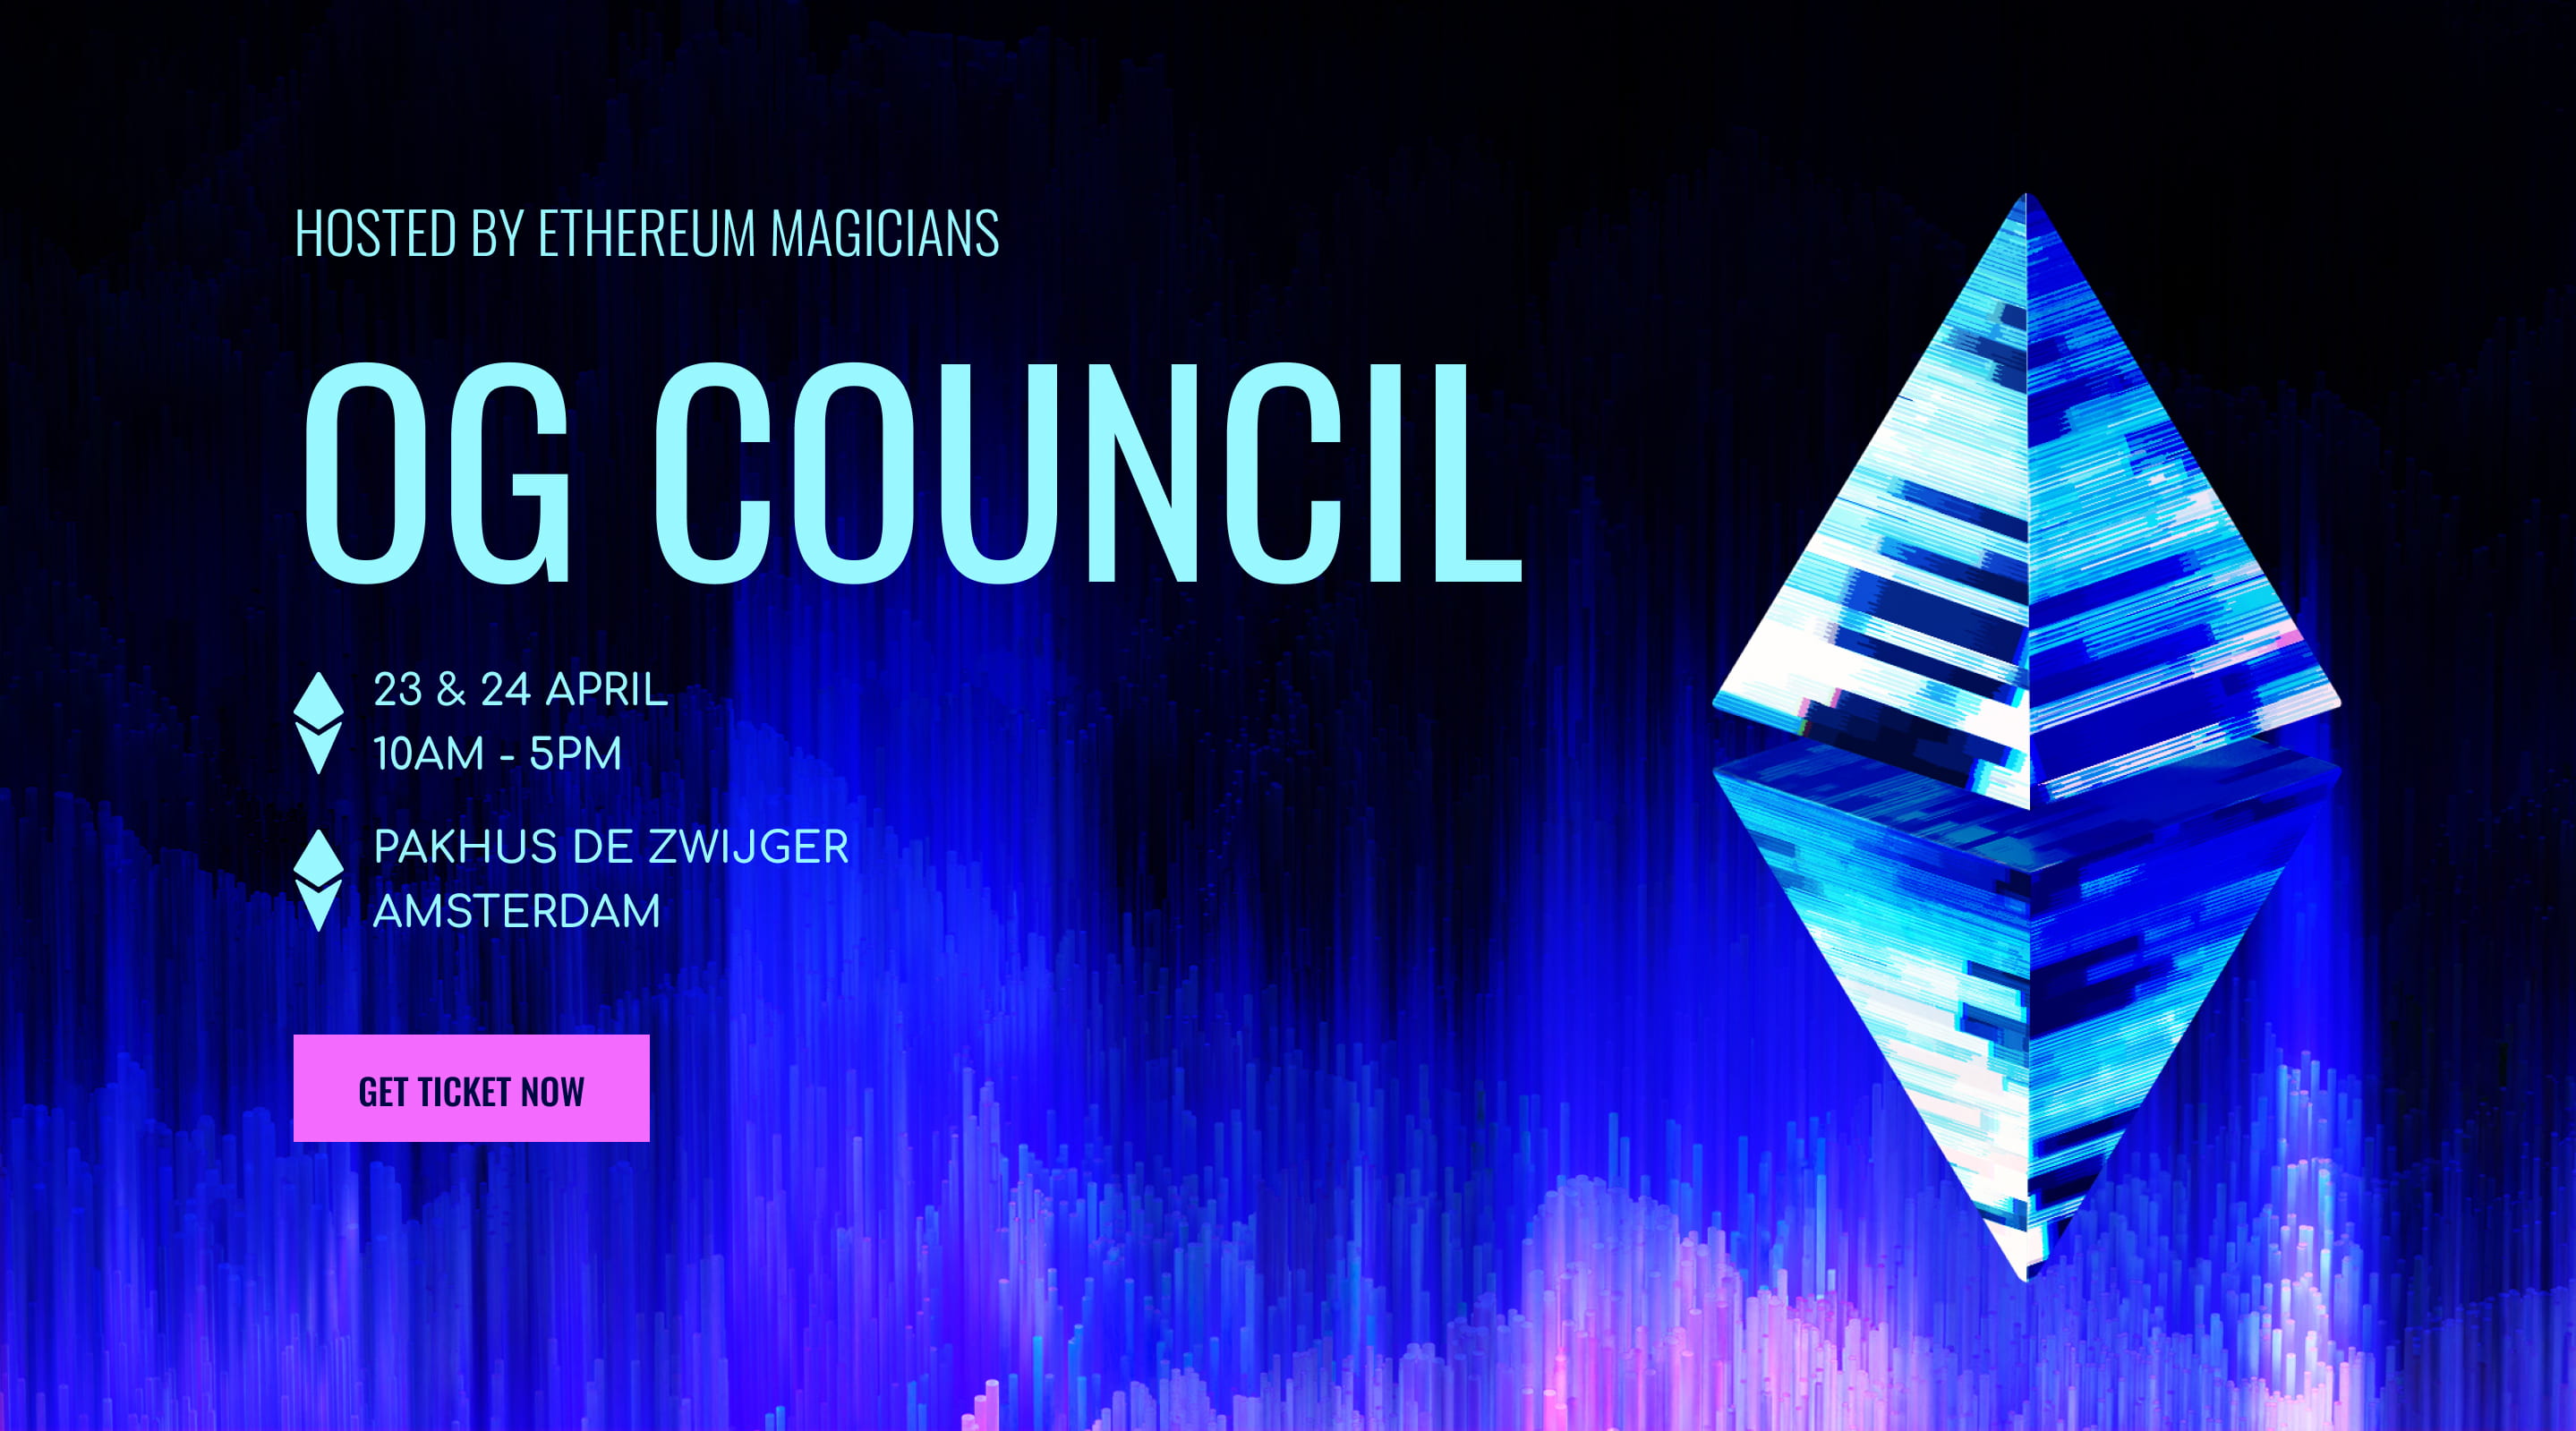 HOSTED BY ETHEREUM MAGICIANS
OG COUNCIL
23 & 24 APRIL
10AM - 5PM
PAKHUS DE ZWIJGER
AMSTERDAM
GET TICKET NOW